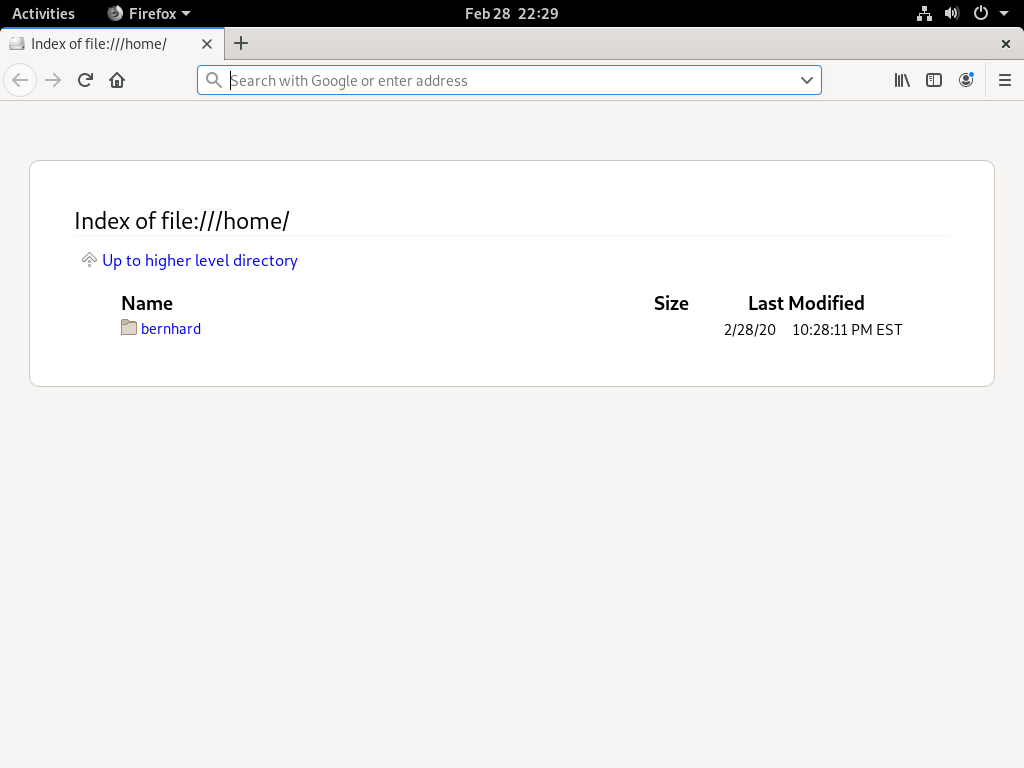 Activities Firefox Feb 28 22:29
Index of file:///home/
Search with Google or enter address
Index of file:///home/
Up to higher level directory
Name Size Last Modified
bernhard 2/28/20 10:28:11 PM EST